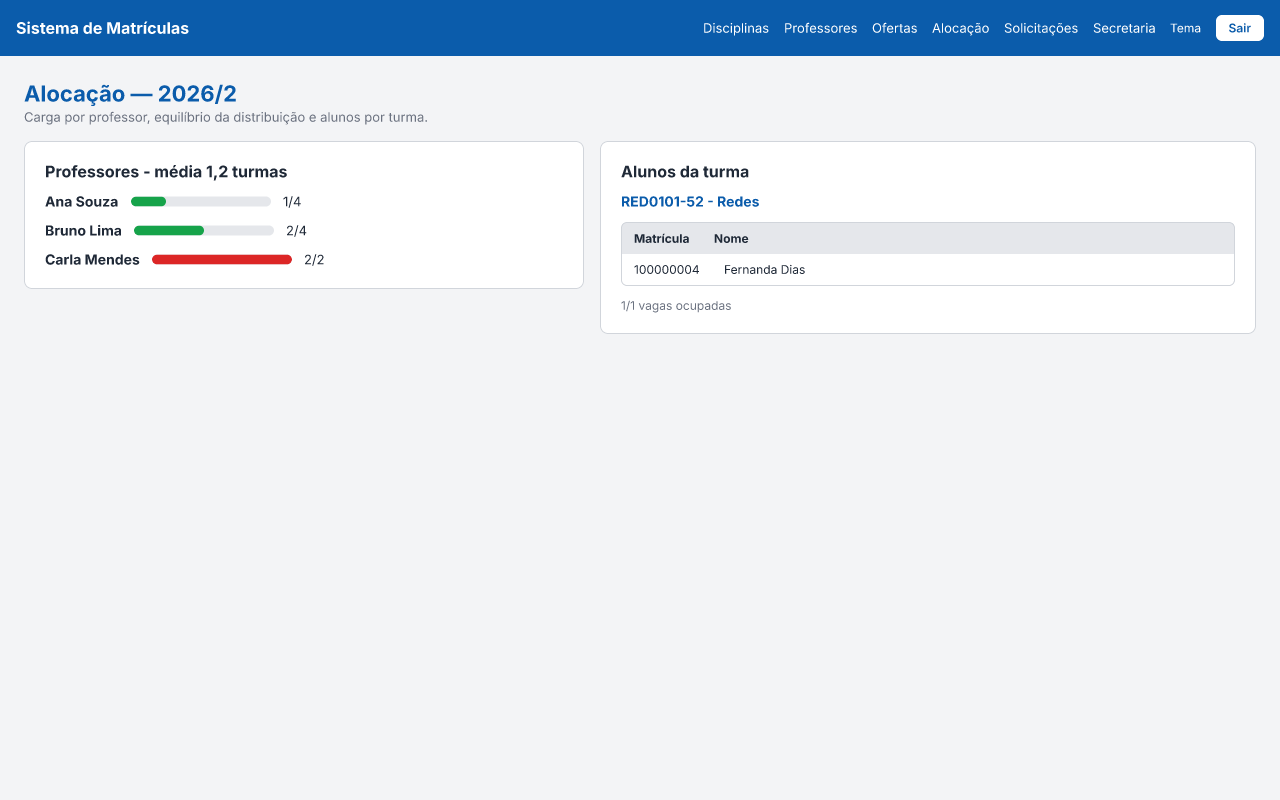 Sistema de Matrículas
Disciplinas Professores Ofertas Alocação Solicitações Secretaria Tema Sair
Alocação — 2026/2
Carga por professor, equilíbrio da distribuição e alunos por turma.
Professores - média 1,2 turmas
Ana Souza 1/4
Bruno Lima 2/4
Carla Mendes 2/2
Alunos da turma
RED0101-52 - Redes
Matrícula Nome
100000004 Fernanda Dias
1/1 vagas ocupadas